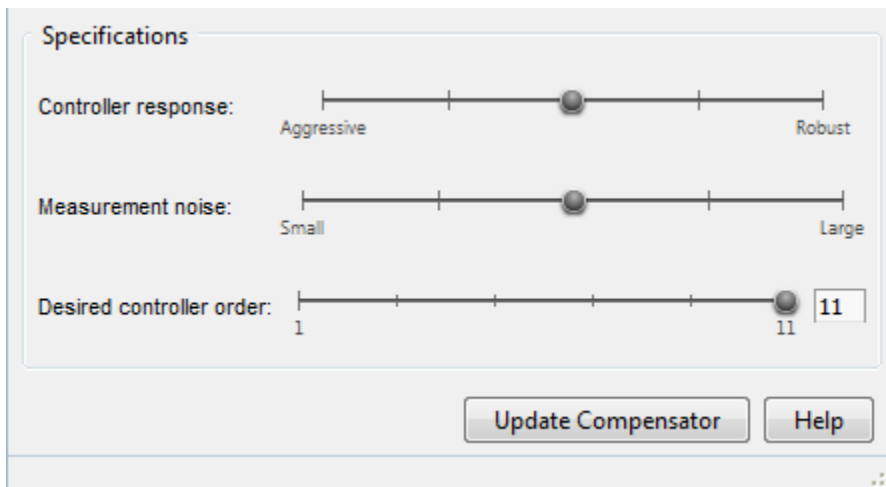 Specifications
Controller response:
Aggressive Robust
Measurement noise:
Small Large
Desired controller order: 11
1 11
Update Compensator Help